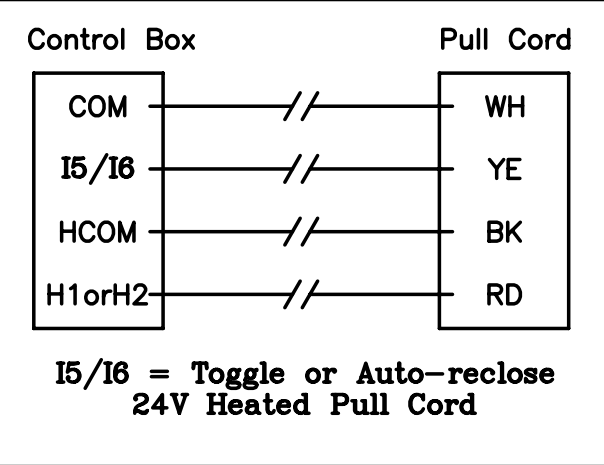 Control Box Pull Cord
COM WH
I5/I6 YE
HCOM BK
H1orH2 RD
I5/I6 = Toggle or Auto-reclose
24V Heated Pull Cord